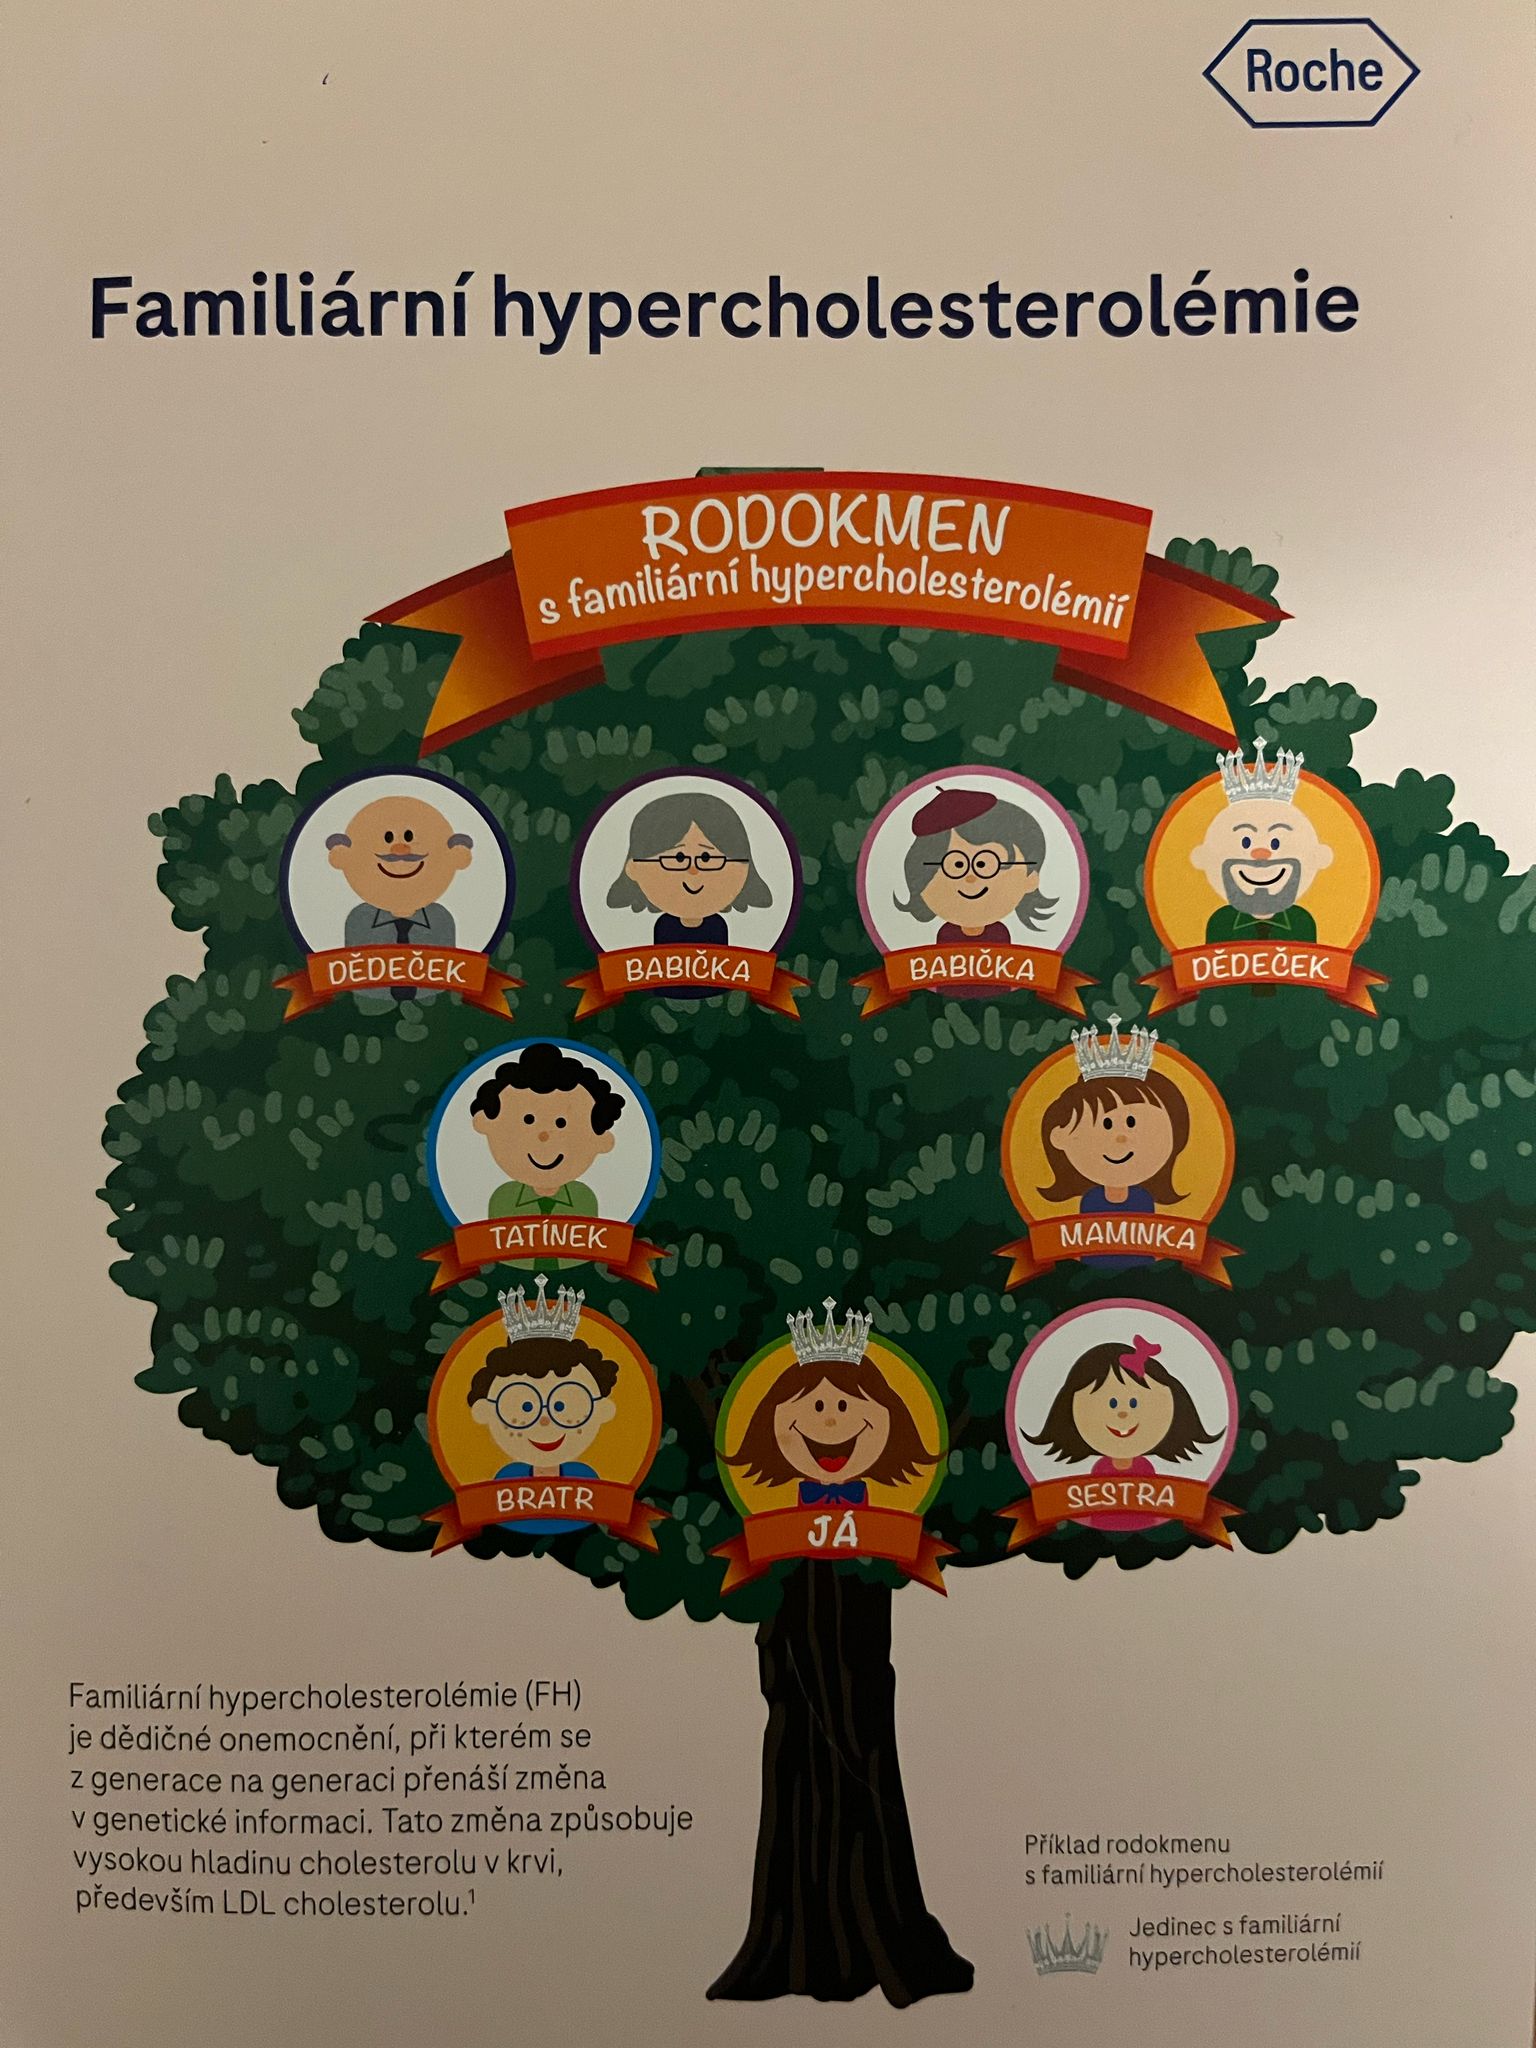 Roche
Familiární hypercholesterolémie
RODOKMEN
s familiární hypercholesterolémií
DĚDEČEK
BABIČKA
BABIČKA
DĚDEČEK
TATÍNEK
MAMINKA
BRATR
JÁ
SESTRA
Familiární hypercholesterolémie (FH)
je dědičné onemocnění, při kterém se
z generace na generaci přenáší změna
v genetické informaci. Tato změna způsobuje
vysokou hladinu cholesterolu v krvi,
především LDL cholesterolu.¹
Příklad rodokmenu
s familiární hypercholesterolémií
Jedinec s familiární
hypercholesterolémií